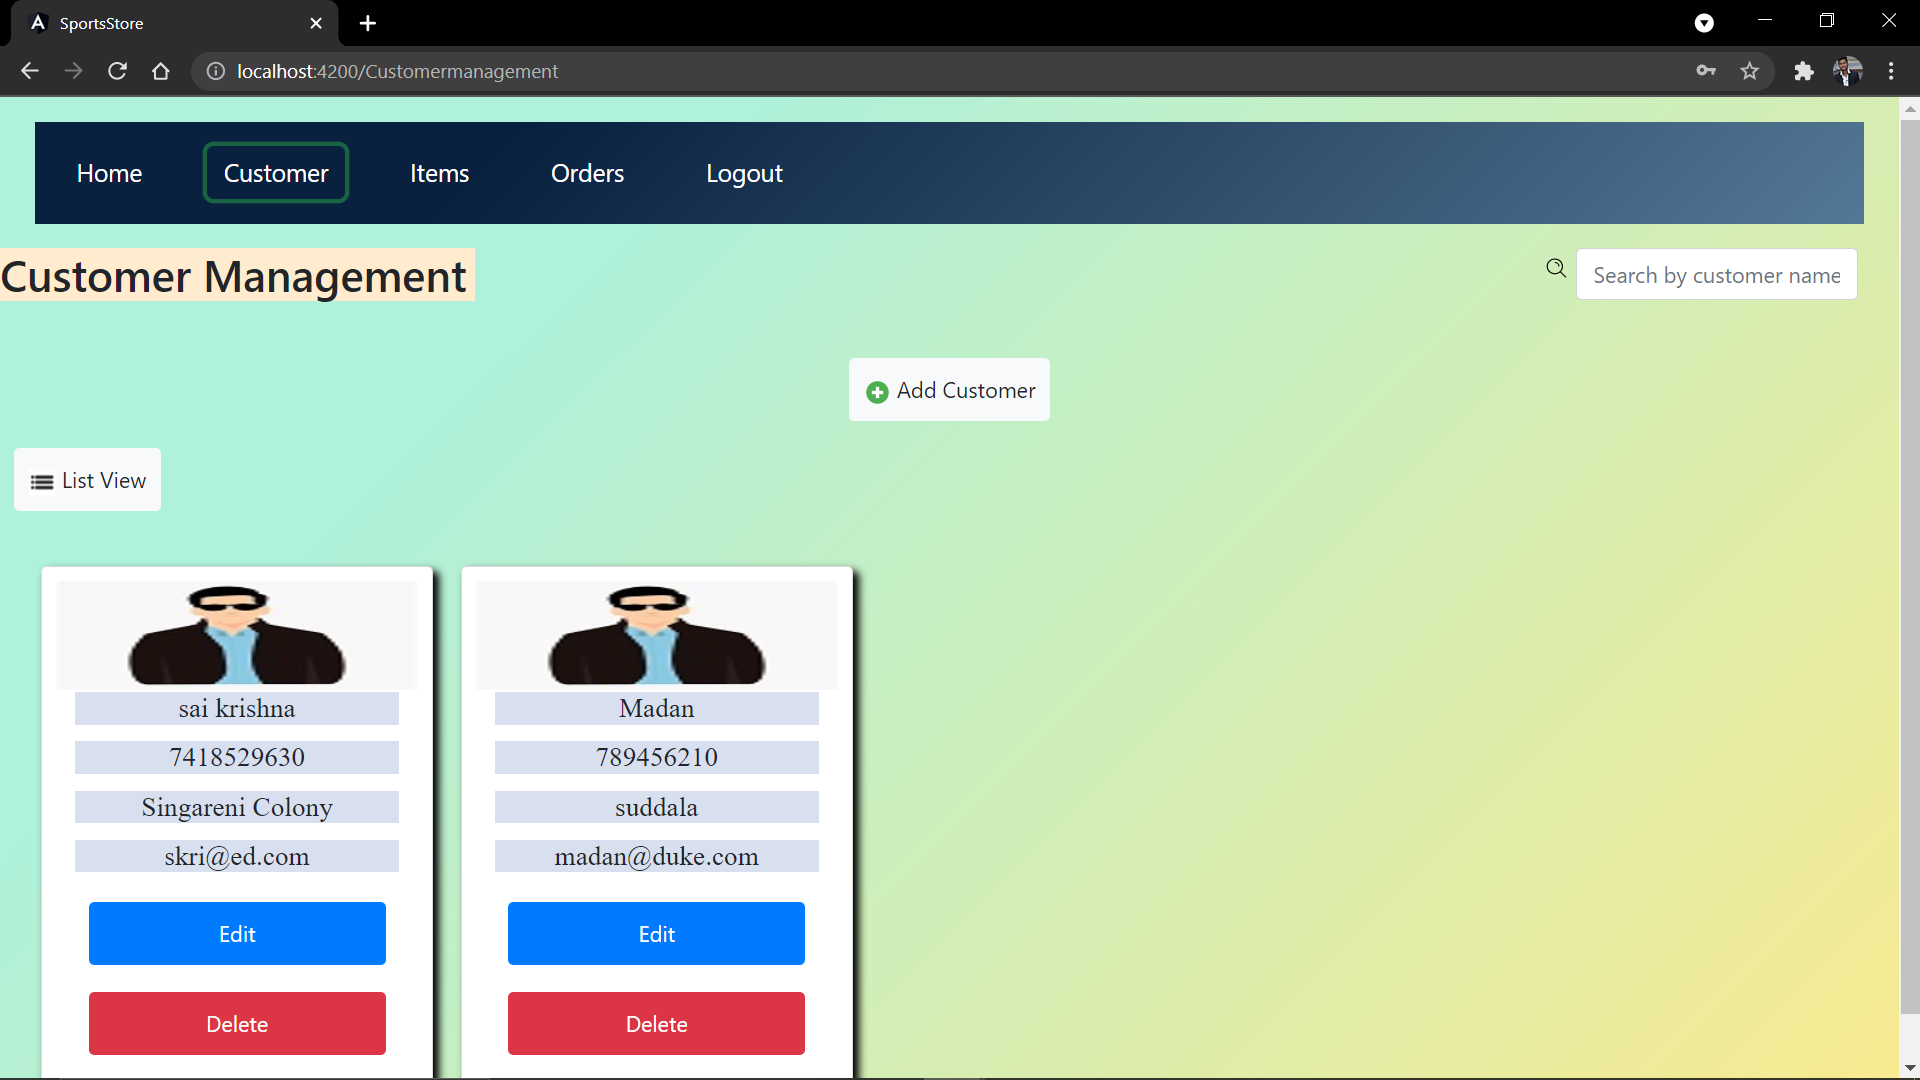 SportsStore
localhost:4200/Customermanagement
Home Customer Items Orders Logout
Customer Management
Search by customer name
Add Customer
List View
sai krishna
7418529630
Singareni Colony
skri@ed.com
Edit
Delete
Madan
789456210
suddala
madan@duke.com
Edit
Delete